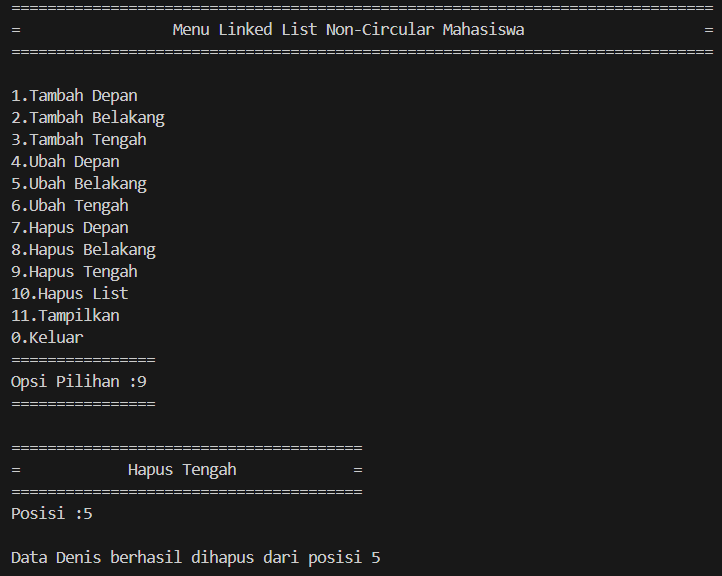 ==============================================================================
=                 Menu Linked List Non-Circular Mahasiswa                    =
==============================================================================
1.Tambah Depan
2.Tambah Belakang
3.Tambah Tengah
4.Ubah Depan
5.Ubah Belakang
6.Ubah Tengah
7.Hapus Depan
8.Hapus Belakang
9.Hapus Tengah
10.Hapus List
11.Tampilkan
0.Keluar
================
Opsi Pilihan :9
================
=======================================
=            Hapus Tengah             =
=======================================
Posisi :5
Data Denis berhasil dihapus dari posisi 5